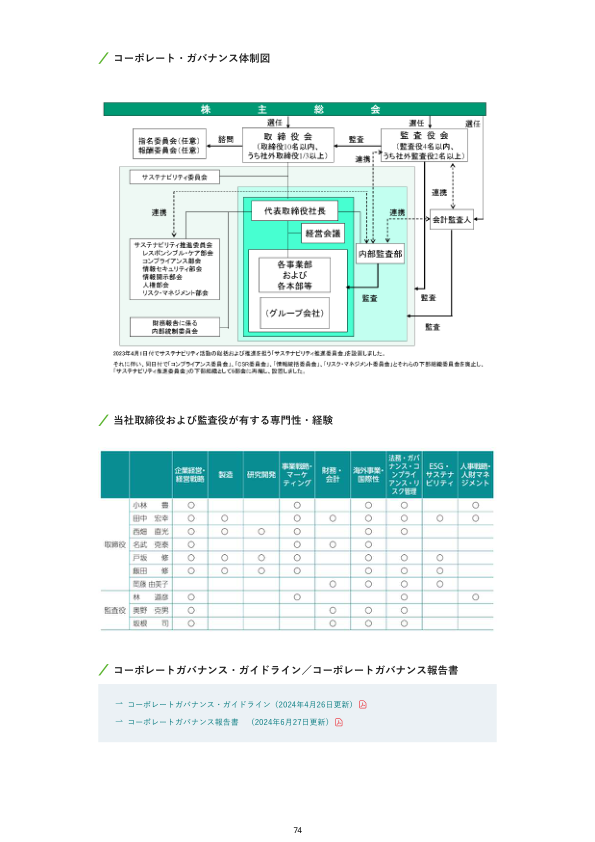 コーポレート・ガバナンス体制図
株主総会
選任
選任
選任
指名委員会(任意)
報酬委員会(任意)
諮問
取締役会
(取締役10名以内、
うち社外取締役1/3以上)
監査
監査役会
(監査役4名以内、
うち社外監査役2名以上)
連携
サステナビリティ委員会
連携
連携
連携
代表取締役社長
会計監査人
経営会議
サステナビリティ推進委員会
レスポンシブル・ケア部会
コンプライアンス部会
情報セキュリティ部会
情報開示部会
人権部会
リスク・マネジメント部会
内部監査部
各事業部
および
各本部等
監査
監査
(グループ会社)
財務報告に係る
内部統制委員会
監査
2023年4月1日付でサステナビリティ活動の総括および推進を担う「サステナビリティ推進委員会」を設置しました。
それに伴い、同日付で「コンプライアンス委員会」、「CSR委員会」、「情報統括委員会」、「リスク・マネジメント委員会」とそれらの下部組織委員会を廃止し、
「サステナビリティ推進委員会」の下部組織として6部会に再編し、設置しました。
当社取締役および監査役が有する専門性・経験
企業経営・経営戦略 製造 研究開発 事業戦略・マーケティング 財務・会計 海外事業・国際性 法務・ガバナンス・コンプライアンス・リスク管理 ESG・サステナビリティ 人事戦略・人財マネジメント
小林 ○ ○ ○ ○ ○
田中 宏幸 ○ ○ ○ ○ ○ ○ ○ ○
西畑 直光 ○ ○ ○ ○ ○ ○
取締役 名武 克泰 ○ ○ ○ ○
戸坂 修 ○ ○ ○ ○ ○ ○ ○
飯田 修 ○ ○ ○ ○ ○ ○ ○
岡藤 由美子 ○ ○ ○ ○
林 ○ ○ ○ ○
監査役 奥野 克男 ○ ○ ○ ○
坂根 司 ○ ○ ○ ○
コーポレートガバナンス・ガイドライン／コーポレートガバナンス報告書
→ コーポレートガバナンス・ガイドライン（2024年4月26日更新）
→ コーポレートガバナンス報告書 （2024年6月27日更新）
74